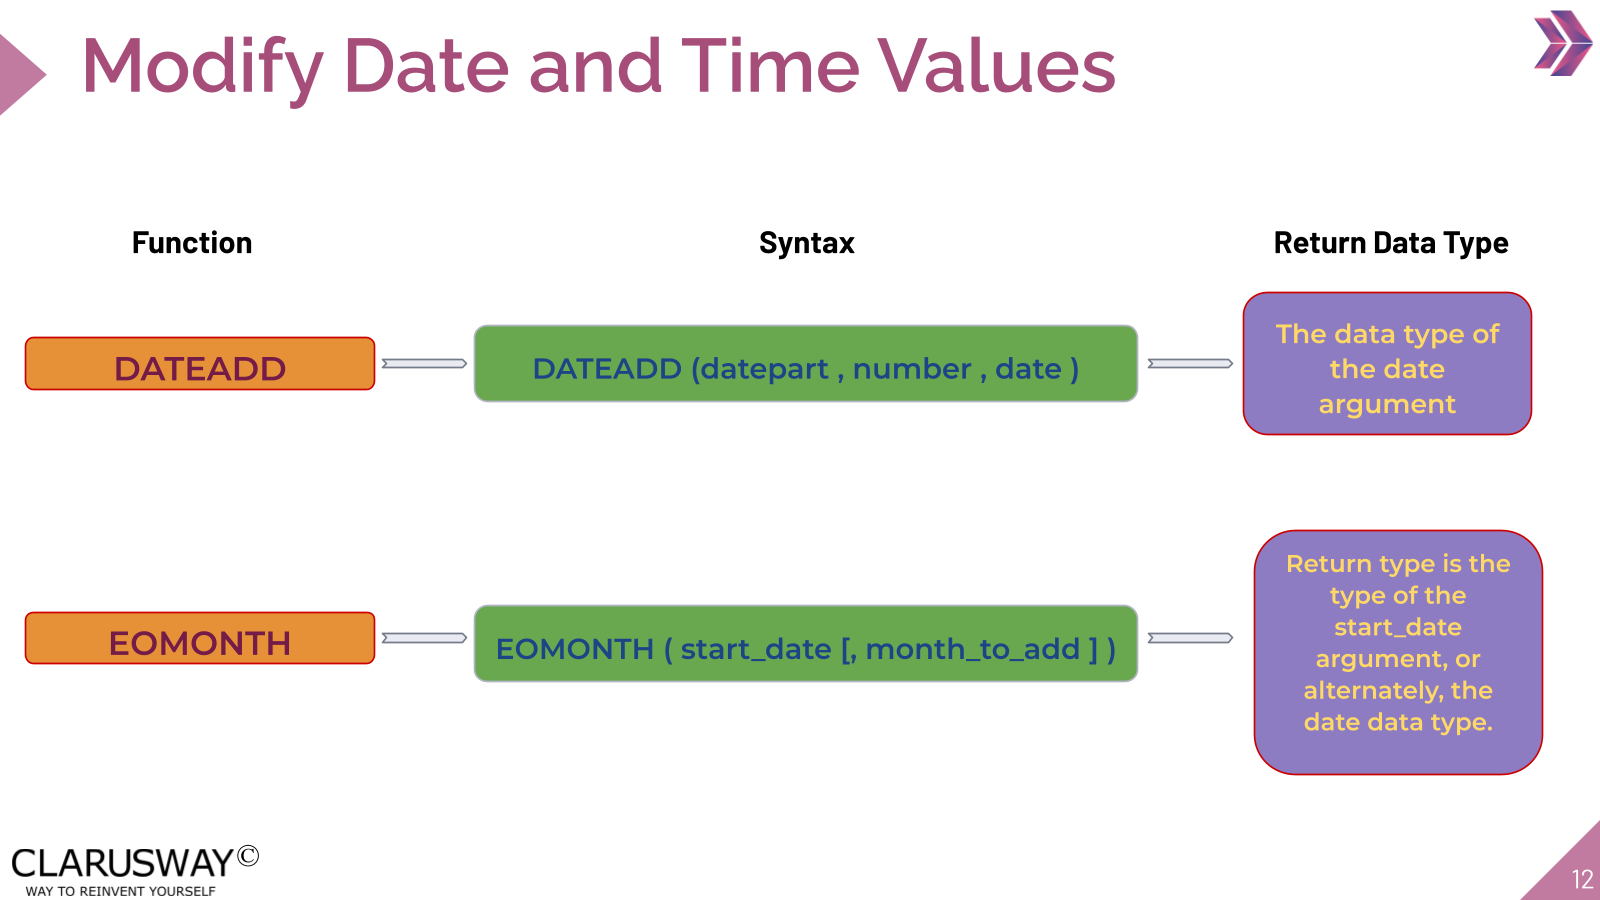 Modify Date and Time Values
Function
Syntax
Return Data Type
DATEADD
DATEADD (datepart , number , date )
The data type of
the date
argument
EOMONTH
EOMONTH ( start_date [, month_to_add ] )
Return type is the
type of the
start_date
argument, or
alternately, the
date data type.
CLARUSWAY©
WAY TO REINVENT YOURSELF
12